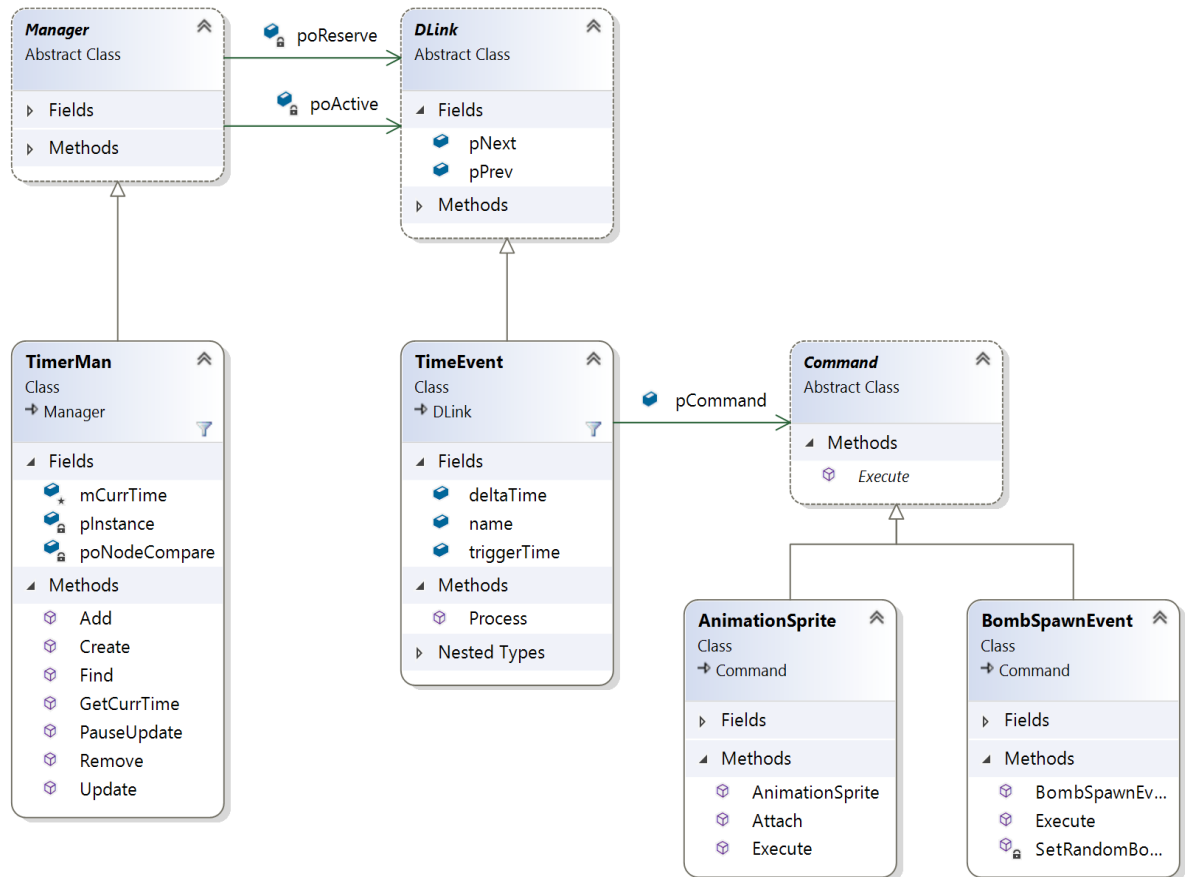 Manager
Abstract Class
Fields
Methods
poReserve
poActive
DLink
Abstract Class
Fields
pNext
pPrev
Methods
TimerMan
Class
Manager
Fields
mCurrTime
pInstance
poNodeCompare
Methods
Add
Create
Find
GetCurrTime
PauseUpdate
Remove
Update
TimeEvent
Class
DLink
Fields
deltaTime
name
triggerTime
Methods
Process
Nested Types
pCommand
Command
Abstract Class
Methods
Execute
AnimationSprite
Class
Command
Fields
Methods
AnimationSprite
Attach
Execute
BombSpawnEvent
Class
Command
Fields
Methods
BombSpawnEv...
Execute
SetRandomBo...